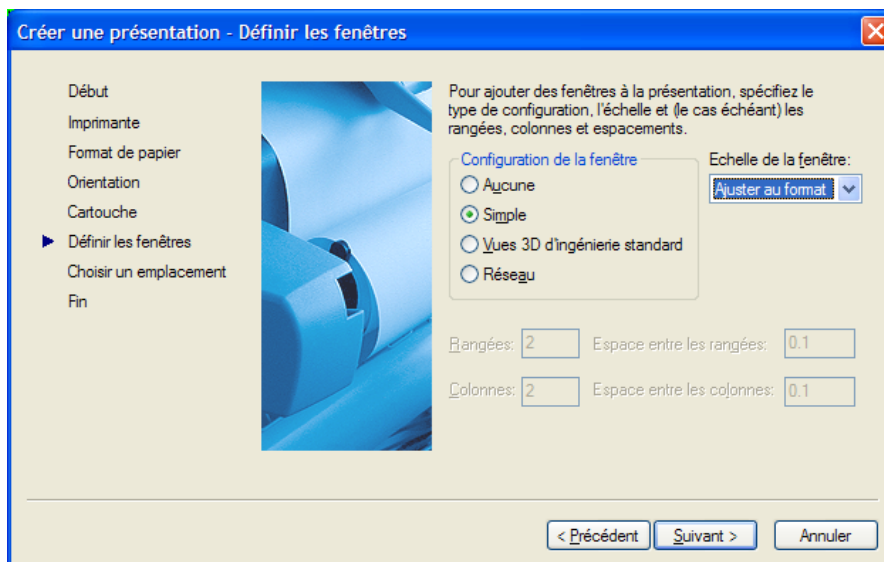 Créer une présentation - Définir les fenêtres
Début
Imprimante
Format de papier
Orientation
Cartouche
Définir les fenêtres
Choisir un emplacement
Fin
Pour ajouter des fenêtres à la présentation, spécifiez le
type de configuration, l'échelle et (le cas échéant) les
rangées, colonnes et espacements.
Configuration de la fenêtre
Aucune
Simple
Vues 3D d'ingénierie standard
Réseau
Echelle de la fenêtre:
Ajuster au format
Rangées: 2 Espace entre les rangées: 0.1
Colonnes: 2 Espace entre les colonnes: 0.1
< Précédent Suivant > Annuler